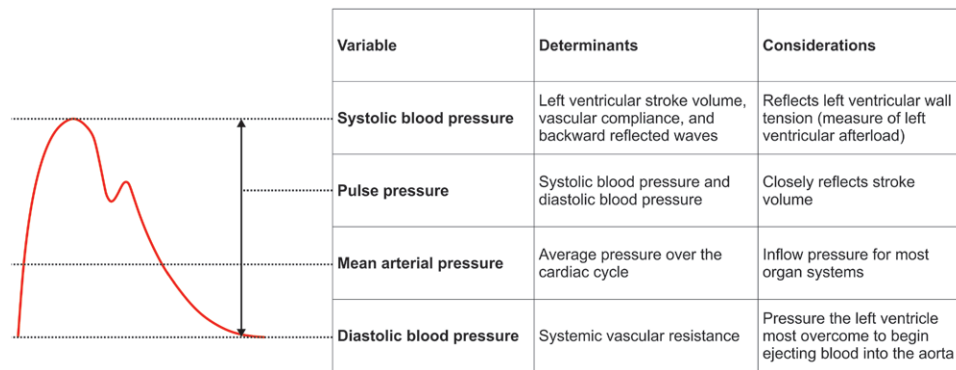 Variable
Determinants
Considerations
Systolic blood pressure
Left ventricular stroke volume,
vascular compliance, and
backward reflected waves
Reflects left ventricular wall
tension (measure of left
ventricular afterload)
Pulse pressure
Systolic blood pressure and
diastolic blood pressure
Closely reflects stroke
volume
Mean arterial pressure
Average pressure over the
cardiac cycle
Inflow pressure for most
organ systems
Diastolic blood pressure
Systemic vascular resistance
Pressure the left ventricle
most overcome to begin
ejecting blood into the aorta